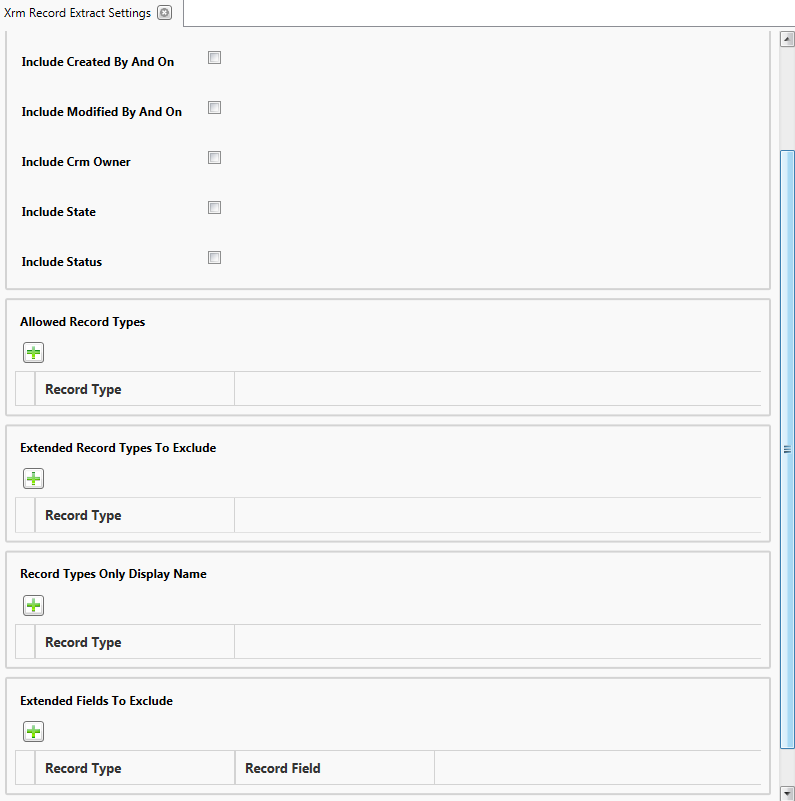 Xrm Record Extract Settings
Include Created By And On
Include Modified By And On
Include Crm Owner
Include State
Include Status
Allowed Record Types
Record Type
Extended Record Types To Exclude
Record Type
Record Types Only Display Name
Record Type
Extended Fields To Exclude
Record Type Record Field